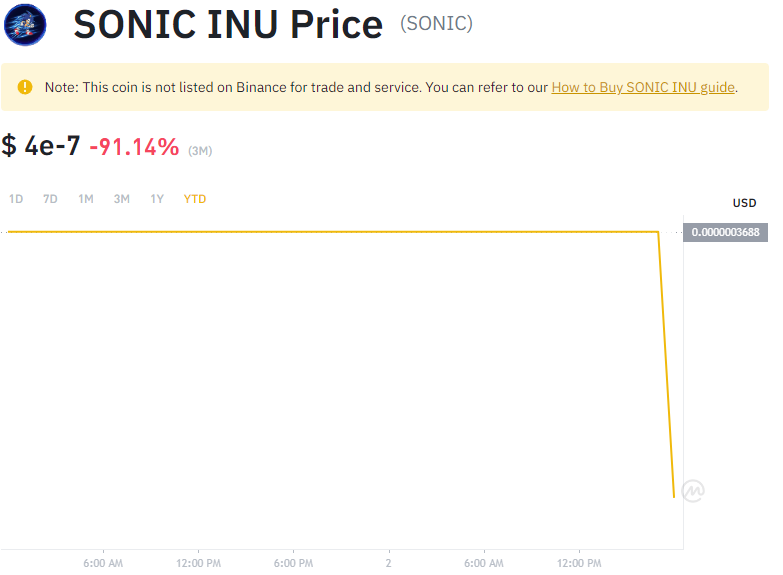 SONIC INU Price (SONIC)
Note: This coin is not listed on Binance for trade and service. You can refer to our How to Buy SONIC INU guide.
$ 4e-7 -91.14% (3M)
1D 7D 1M 3M 1Y YTD
USD
0.0000003688
6:00 AM 12:00 PM 6:00 PM 2 6:00 AM 12:00 PM